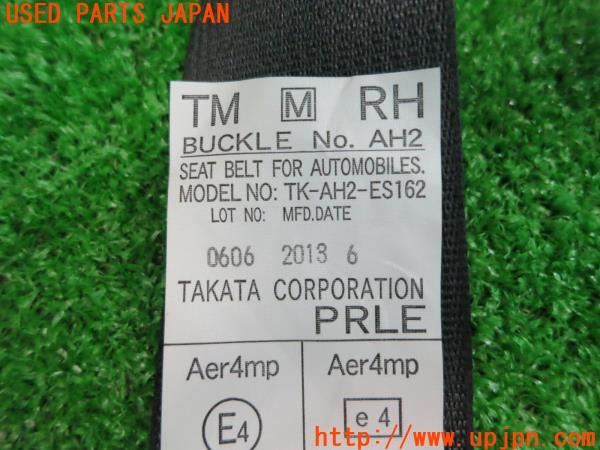 USED PARTS JAPAN
TM M RH
BUCKLE No. AH2
SEAT BELT FOR AUTOMOBILES.
MODEL NO: TK-AH2-ES162
LOT NO: MFD.DATE
0606 2013 6
TAKATA CORPORATION
PRLE
Aer4mp Aer4mp
E4 e4
http://www.upjpn.com